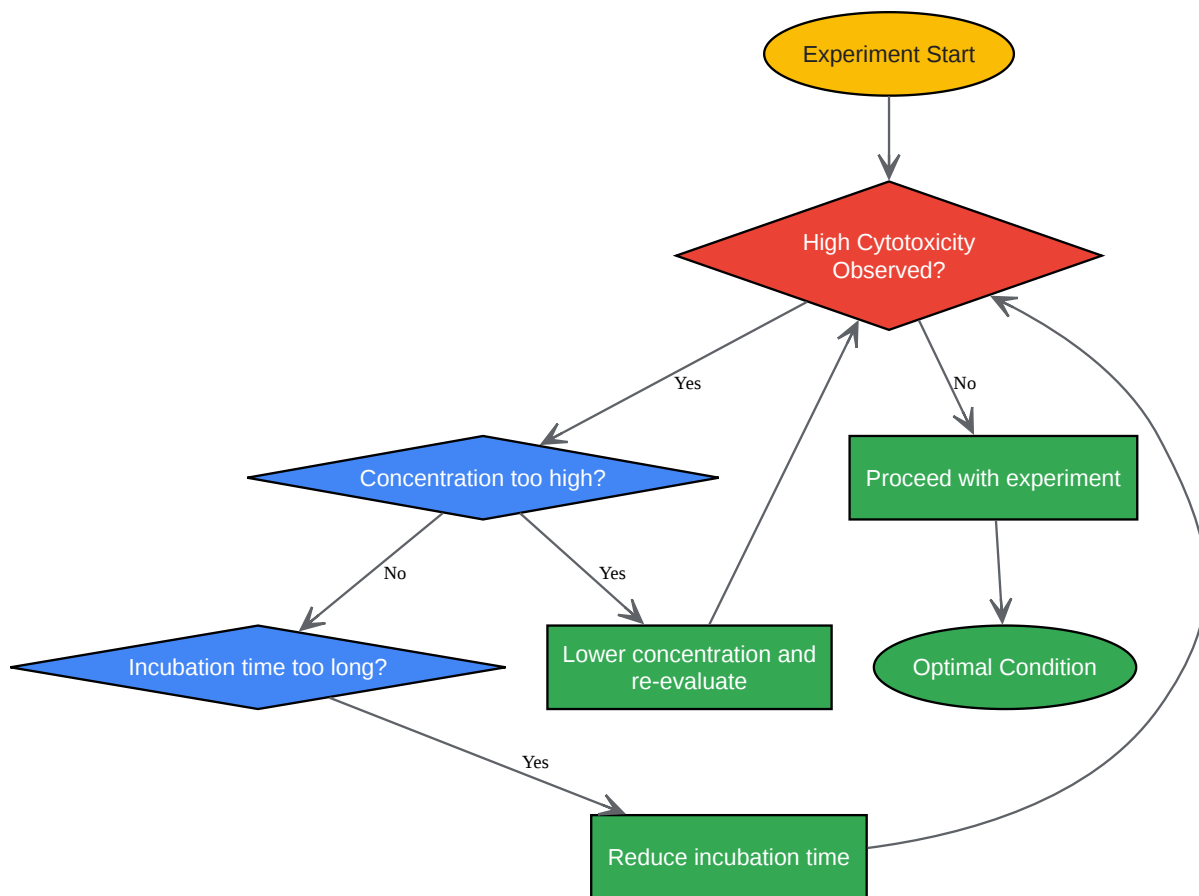 Experiment Start
High Cytotoxicity
Observed?
Yes
No
Concentration too high?
Proceed with experiment
No
Yes
Incubation time too long?
Lower concentration and
re-evaluate
Optimal Condition
Yes
Reduce incubation time